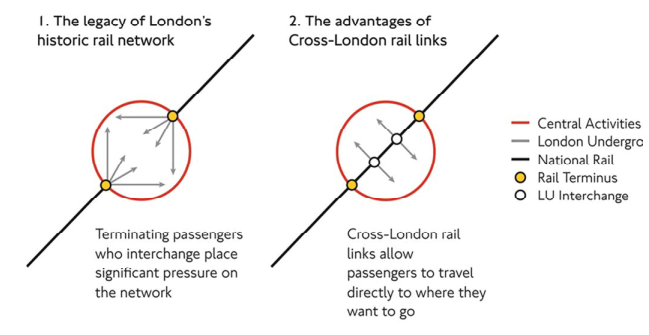 1. The legacy of London's
historic rail network
2. The advantages of
Cross-London rail links
Central Activities
London Undergro
National Rail
Rail Terminus
LU Interchange
Terminating passengers
who interchange place
significant pressure on
the network
Cross-London rail
links allow
passengers to travel
directly to where they
want to go